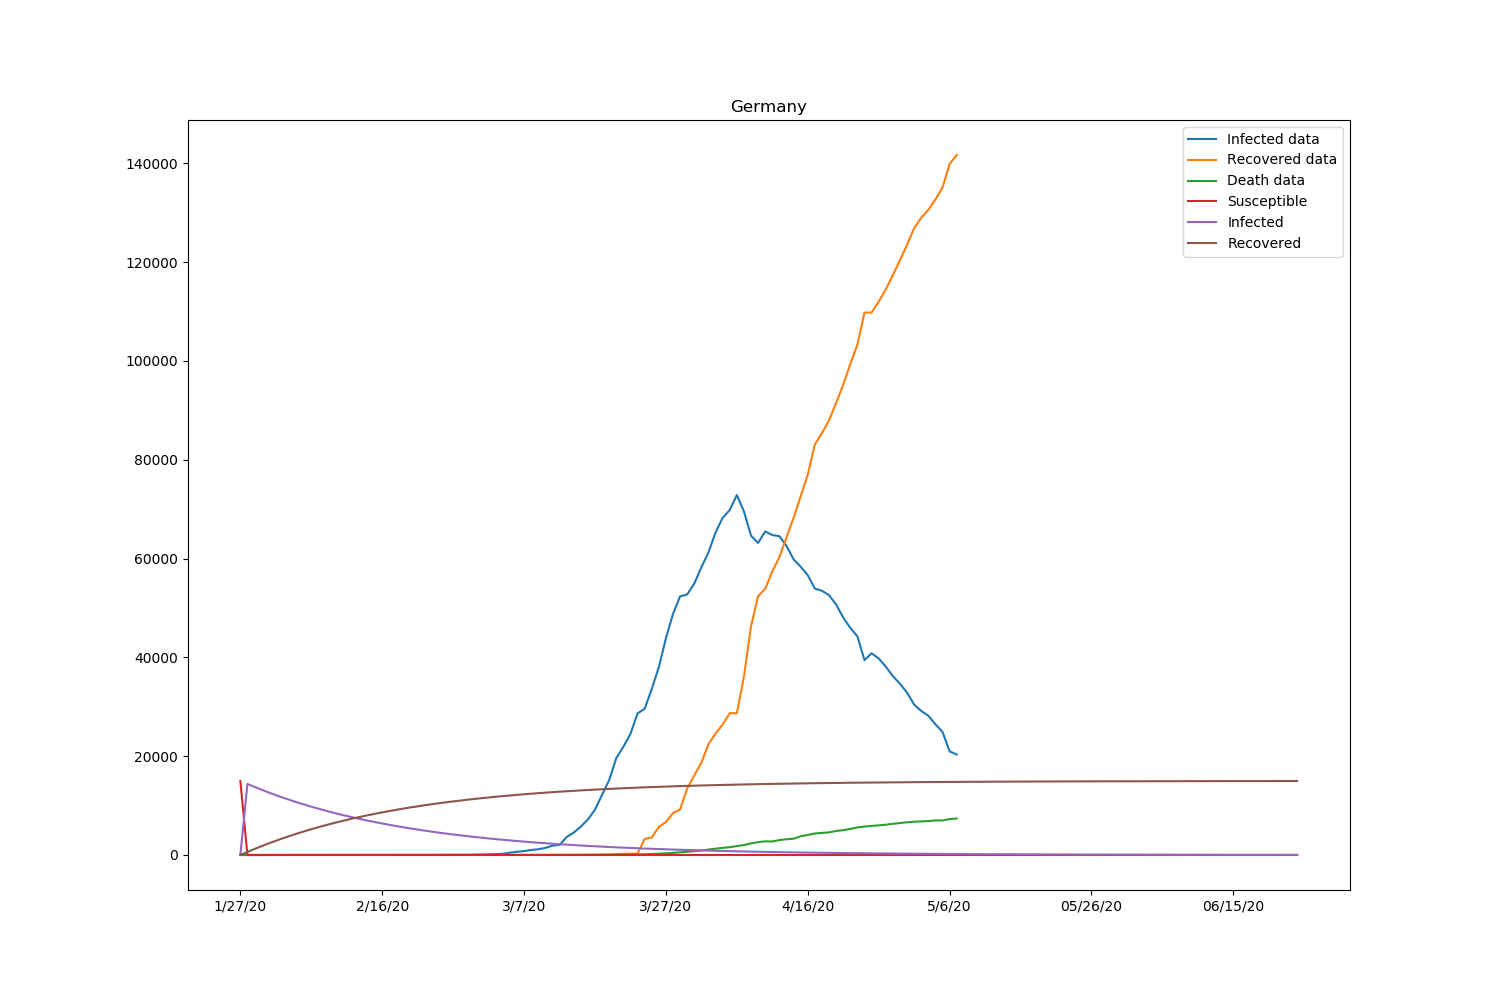 Germany
Infected data
Recovered data
Death data
Susceptible
Infected
Recovered
140000
120000
100000
80000
60000
40000
20000
0
1/27/20 2/16/20 3/7/20 3/27/20 4/16/20 5/6/20 05/26/20 06/15/20